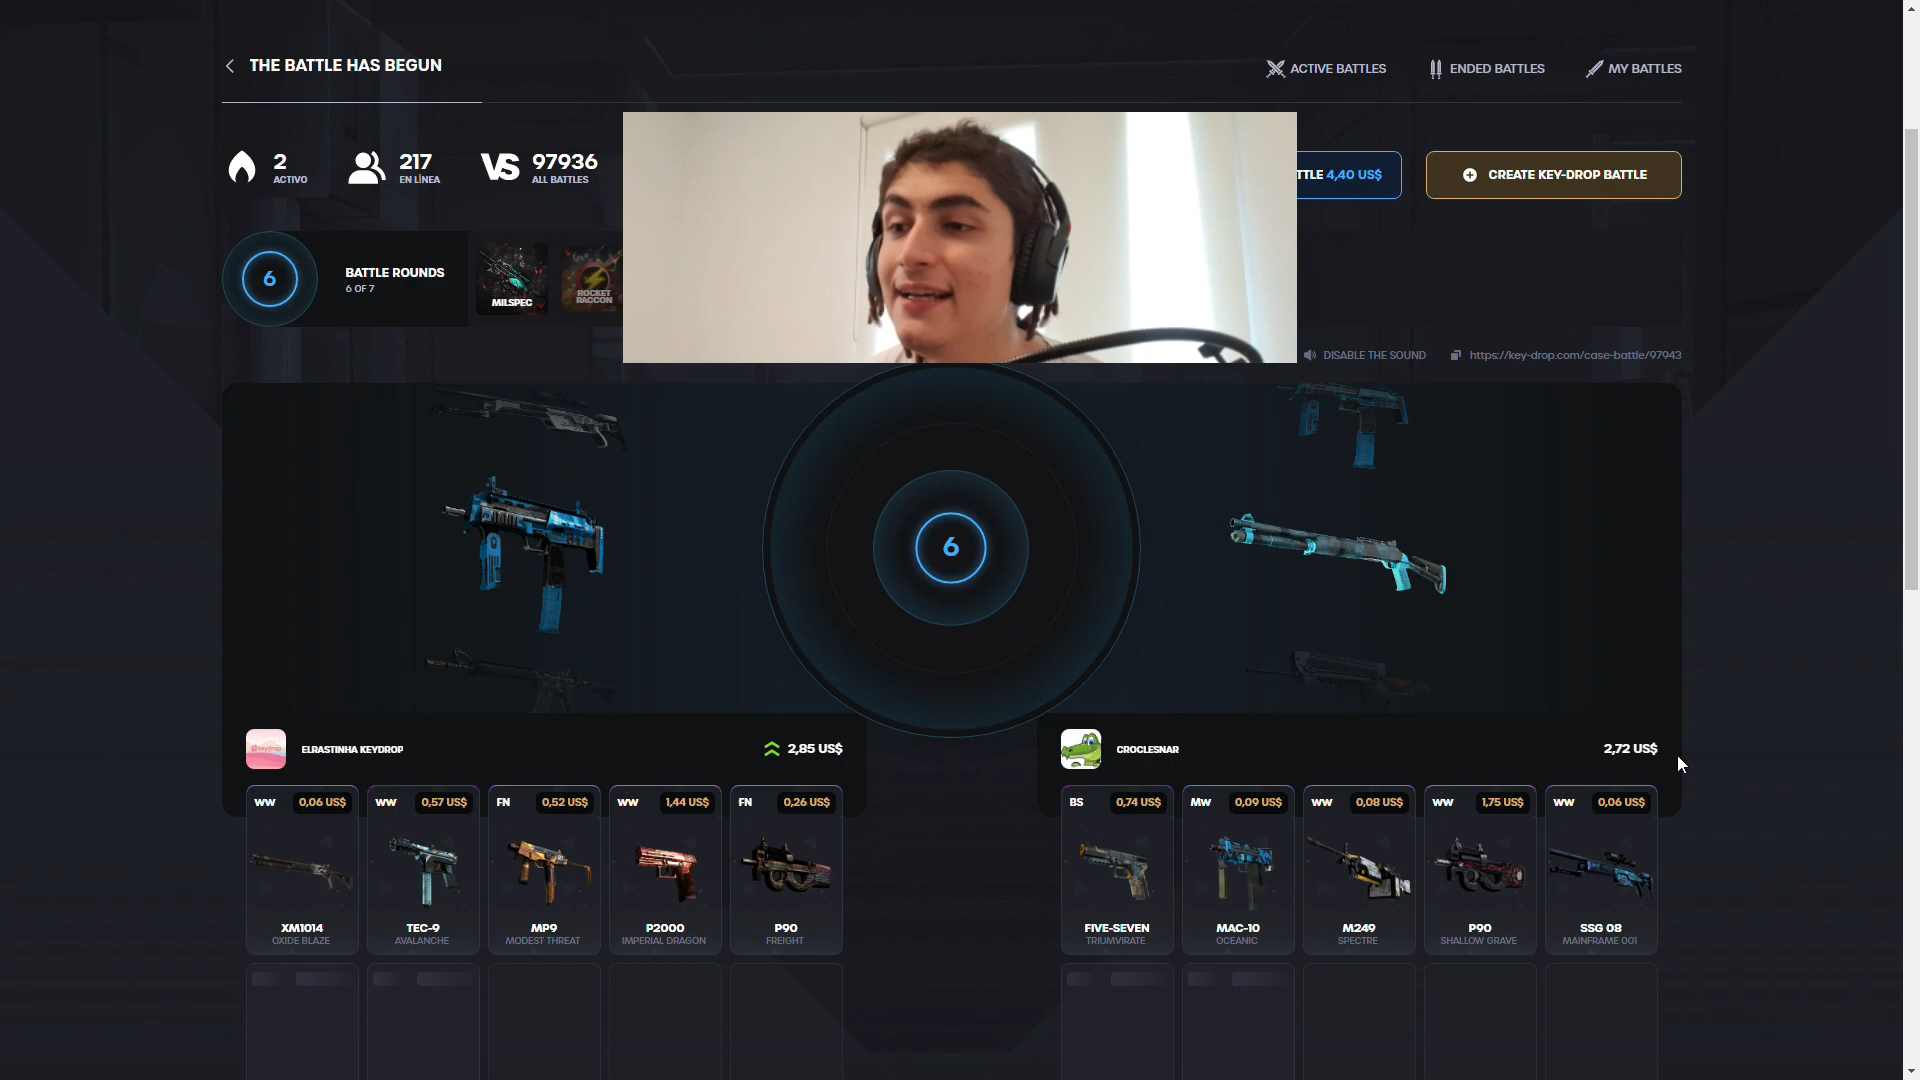 THE BATTLE HAS BEGUN
ACTIVE BATTLES
ENDED BATTLES
MY BATTLES
2
ACTIVO
217
EN LÍNEA
VS
97936
ALL BATTLES
TTLE 4,40 US$
CREATE KEY-DROP BATTLE
6
BATTLE ROUNDS
6 OF 7
MILSPEC
ROCKET
RACCON
DISABLE THE SOUND
https://key-drop.com/case-battle/97943
6
ELRASTINHA KEYDROP
2,85 US$
CROCLESNAR
2,72 US$
WW 0,06 US$
WW 0,57 US$
FN 0,52 US$
WW 1,44 US$
FN 0,26 US$
BS 0,74 US$
MW 0,09 US$
WW 0,08 US$
WW 1,75 US$
WW 0,06 US$
XM1014
OXIDE BLAZE
TEC-9
AVALANCHE
MP9
MODEST THREAT
P2000
IMPERIAL DRAGON
P90
FREIGHT
FIVE-SEVEN
TRIUMVIRATE
MAC-10
OCEANIC
M249
SPECTRE
P90
SHALLOW GRAVE
SSG 08
MAINFRAME 001